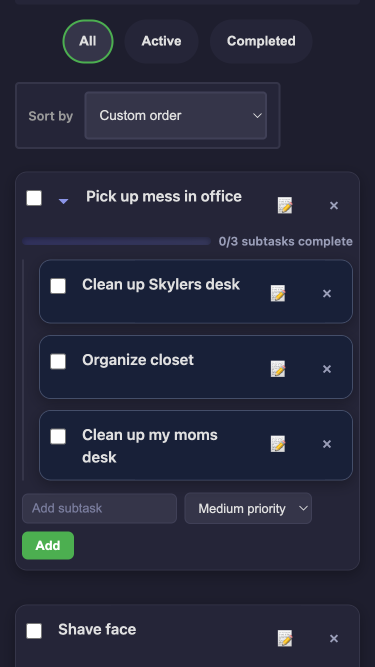 All Active Completed
Sort by Custom order
Pick up mess in office
0/3 subtasks complete
Clean up Skylers desk
Organize closet
Clean up my moms
desk
Add subtask Medium priority
Add
Shave face